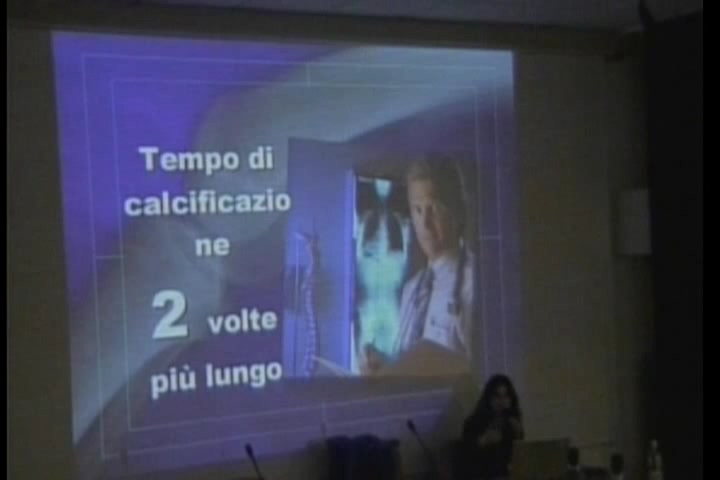 Tempo di
calcificazio
ne
2 volte
più lungo